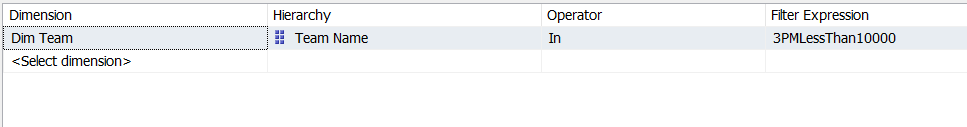 Dimension Hierarchy Operator Filter Expression
Dim Team Team Name In 3PMLessThan10000
<Select dimension>